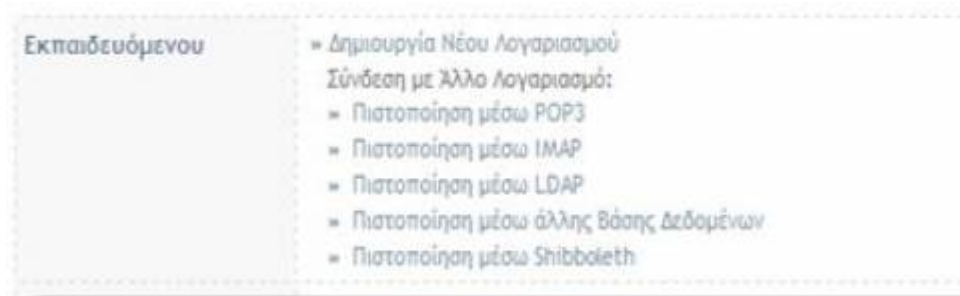 Εκπαιδευόμενου
» Δημιουργία Νέου Λογαριασμού
Σύνδεση με Άλλο Λογαριασμό:
» Πιστοποίηση μέσω POP3
» Πιστοποίηση μέσω IMAP
» Πιστοποίηση μέσω LDAP
» Πιστοποίηση μέσω άλλης Βάσης Δεδομένων
» Πιστοποίηση μέσω Shibboleth